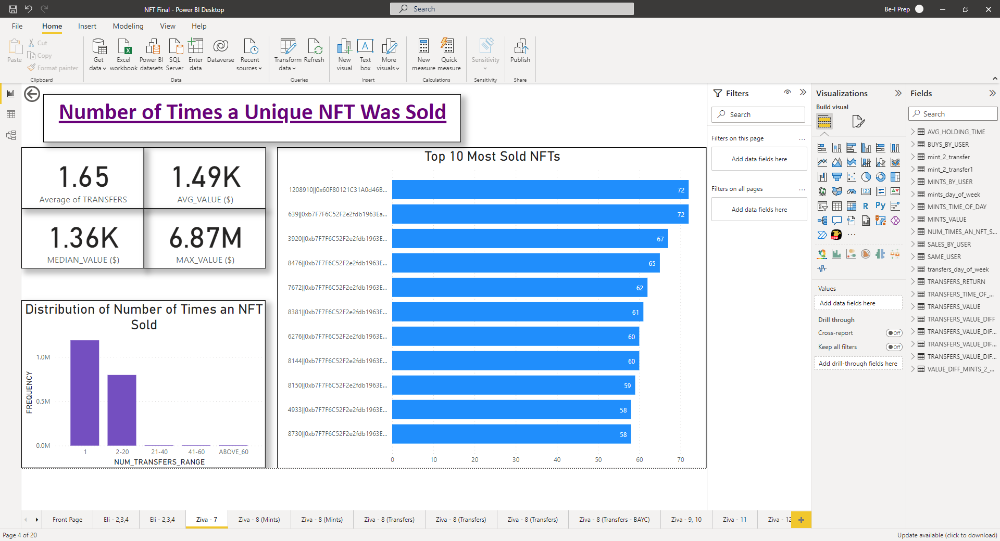 NFT Final - Power BI Desktop
Search
Be-I Prep
File
Home
Insert
Modeling
View
Help
Paste
Cut
Copy
Format painter
Clipboard
Get data
Excel workbook
Power BI datasets
SQL Server
Enter data
Dataverse
Recent sources
Data
Transform data
Refresh
Queries
New visual
Text box
More visuals
Insert
New measure
Quick measure
Calculations
Sensitivity
Sensitivity
Publish
Share
Number of Times a Unique NFT Was Sold
1.65
Average of TRANSFERS
1.49K
AVG_VALUE ($)
1.36K
MEDIAN_VALUE ($)
6.87M
MAX_VALUE ($)
Distribution of Number of Times an NFT
Sold
FREQUENCY
1.0M
0.5M
0.0M
1
2-20
21-40
41-60
ABOVE_60
NUM_TRANSFERS_RANGE
Top 10 Most Sold NFTs
1208910||0x60F80121C31A0d46B... 72
639||0xb7F7F6C52F2e2fdb1963Ea... 72
3920||0xb7F7F6C52F2e2fdb1963E... 67
8476||0xb7F7F6C52F2e2fdb1963E... 65
7672||0xb7F7F6C52F2e2fdb1963E... 62
8381||0xb7F7F6C52F2e2fdb1963E... 61
6276||0xb7F7F6C52F2e2fdb1963E... 60
8144||0xb7F7F6C52F2e2fdb1963E... 60
8150||0xb7F7F6C52F2e2fdb1963E... 59
4933||0xb7F7F6C52F2e2fdb1963E... 58
8730||0xb7F7F6C52F2e2fdb1963E... 58
0 10 20 30 40 50 60 70
Filters
Search
Filters on this page
...
Add data fields here
Filters on all pages
...
Add data fields here
Visualizations
Build visual
123
R
Py
PRO
...
Values
Add data fields here
Drill through
Cross-report
Off
Keep all filters
Off
Add drill-through fields here
Fields
Search
AVG_HOLDING_TIME
BUYS_BY_USER
mint_2_transfer
mint_2_transfer1
MINTS_BY_USER
mints_day_of_week
MINTS_TIME_OF_DAY
MINTS_VALUE
NUM_TIMES_AN_NFT_S...
SALES_BY_USER
SAME_USER
transfers_day_of_week
TRANSFERS_RETURN
TRANSFERS_TIME_OF_...
TRANSFERS_VALUE
TRANSFERS_VALUE_DIFF
TRANSFERS_VALUE_DIF...
TRANSFERS_VALUE_DIF...
TRANSFERS_VALUE_DIF...
VALUE_DIFF_MINTS_2_...
Front Page
Eli - 2,3,4
Eli - 2,3,4
Ziva - 7
Ziva - 8 (Mints)
Ziva - 8 (Mints)
Ziva - 8 (Transfers)
Ziva - 8 (Transfers)
Ziva - 8 (Transfers)
Ziva - 8 (Transfers - BAYC)
Ziva - 9, 10
Ziva - 11
Ziva - 12
+
Page 4 of 20
Update available (click to download)